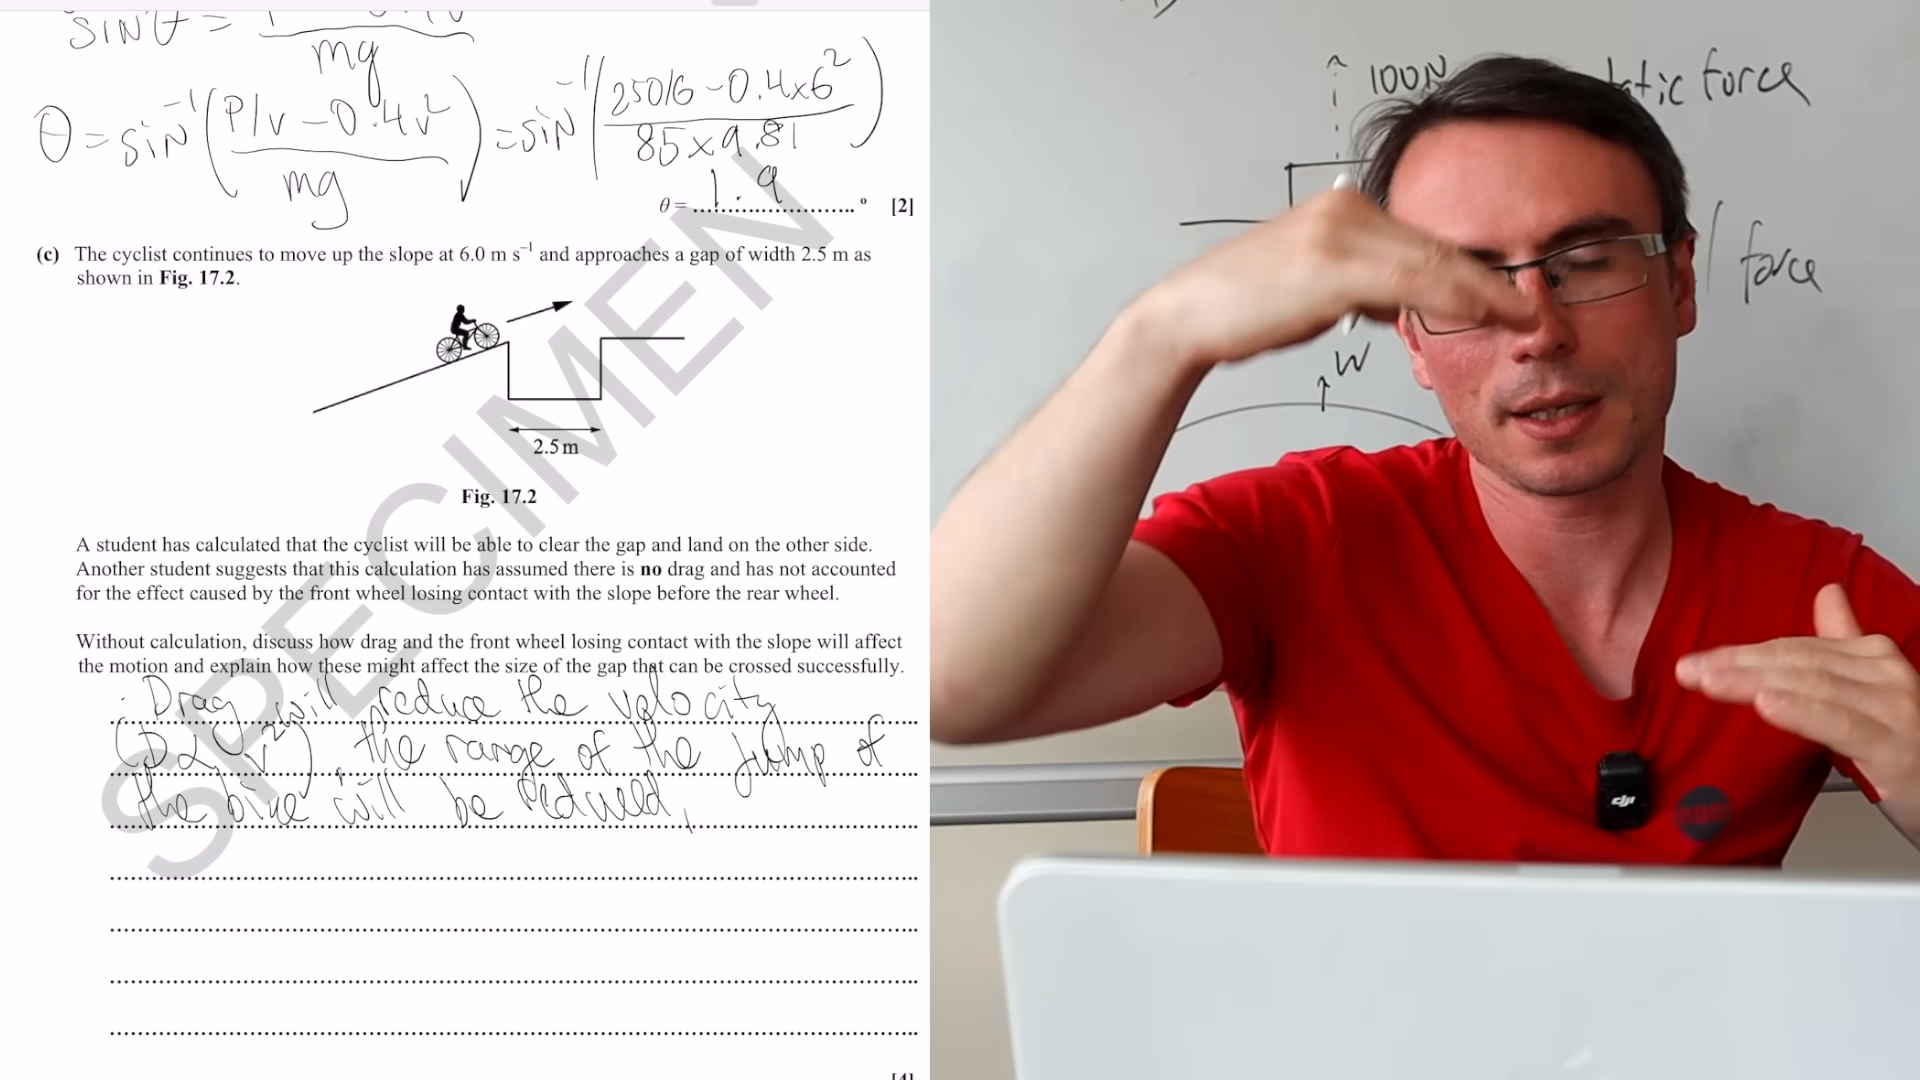 sinθ =
mg
θ = sin⁻¹(P/v − 0.4v² / mg) = sin⁻¹(250/6 − 0.4×6² / 85×9.81)
1.9
θ = .............................. ° [2]
(c) The cyclist continues to move up the slope at 6.0 m s⁻¹ and approaches a gap of width 2.5 m as
shown in Fig. 17.2.
2.5 m
Fig. 17.2
A student has calculated that the cyclist will be able to clear the gap and land on the other side.
Another student suggests that this calculation has assumed there is no drag and has not accounted
for the effect caused by the front wheel losing contact with the slope before the rear wheel.
Without calculation, discuss how drag and the front wheel losing contact with the slope will affect
the motion and explain how these might affect the size of the gap that can be crossed successfully.
· Drag will reduce the velocity
(D ∝ v²), the range of the jump of
the bike will be reduced,
[4]
SPECIMEN
100N
tic force
force
W
dji